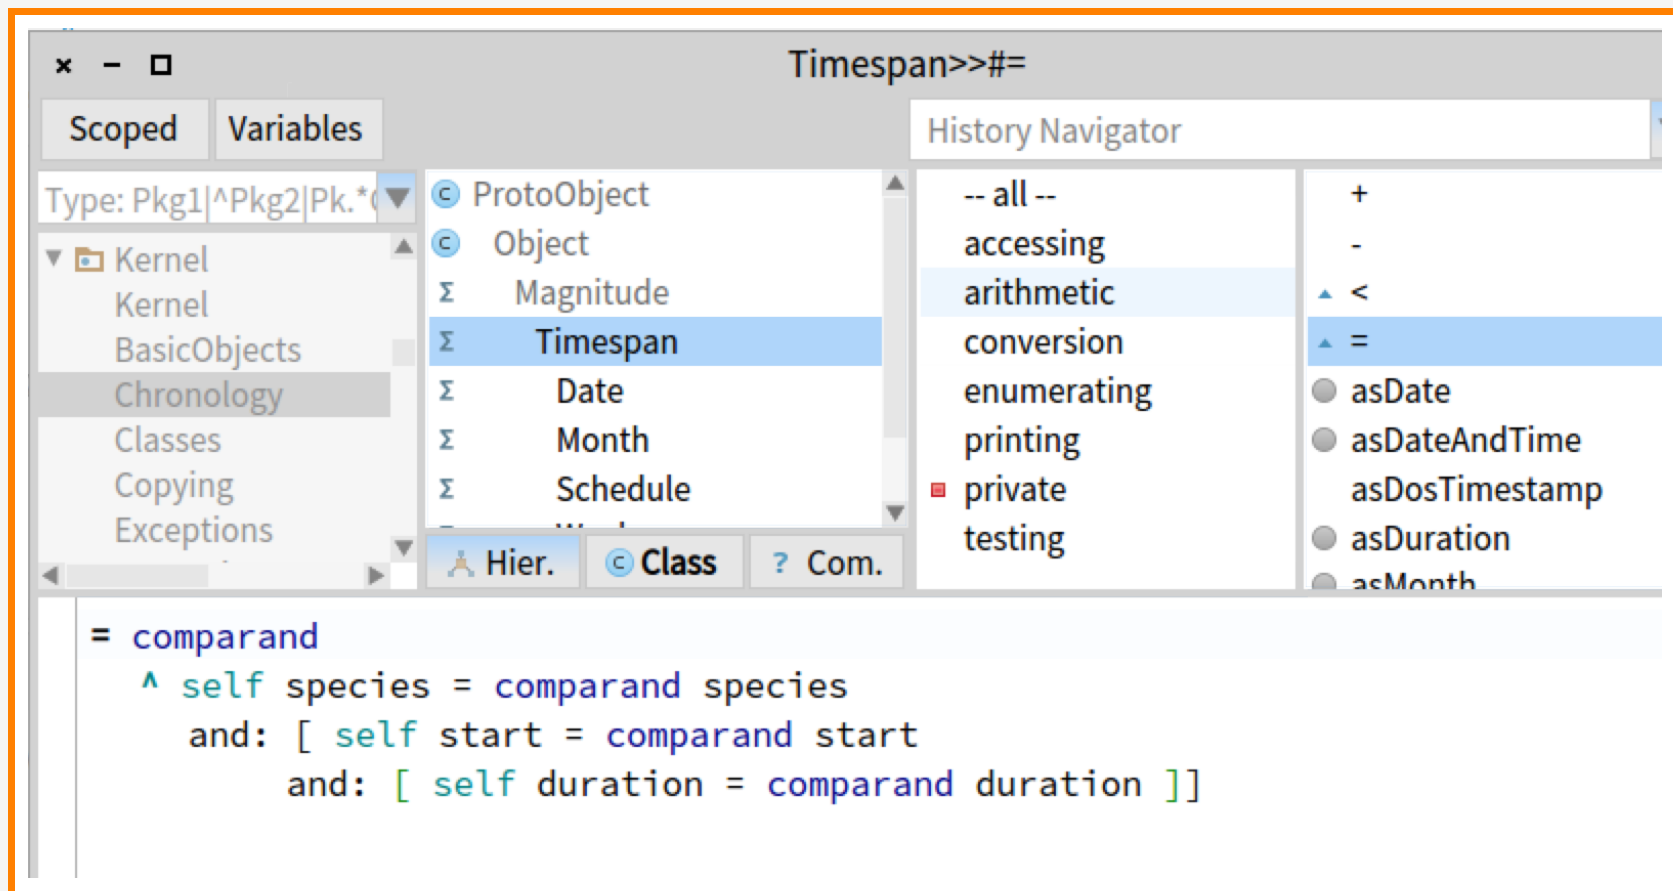 Timespan>>#=
Scoped
Variables
History Navigator
Type: Pkg1|^Pkg2|Pk.*
Kernel
Kernel
BasicObjects
Chronology
Classes
Copying
Exceptions
ProtoObject
Object
Magnitude
Timespan
Date
Month
Schedule
Hier.
Class
? Com.
-- all --
accessing
arithmetic
conversion
enumerating
printing
private
testing
+
-
<
=
asDate
asDateAndTime
asDosTimestamp
asDuration
asMonth
= comparand
^ self species = comparand species
and: [ self start = comparand start
and: [ self duration = comparand duration ]]